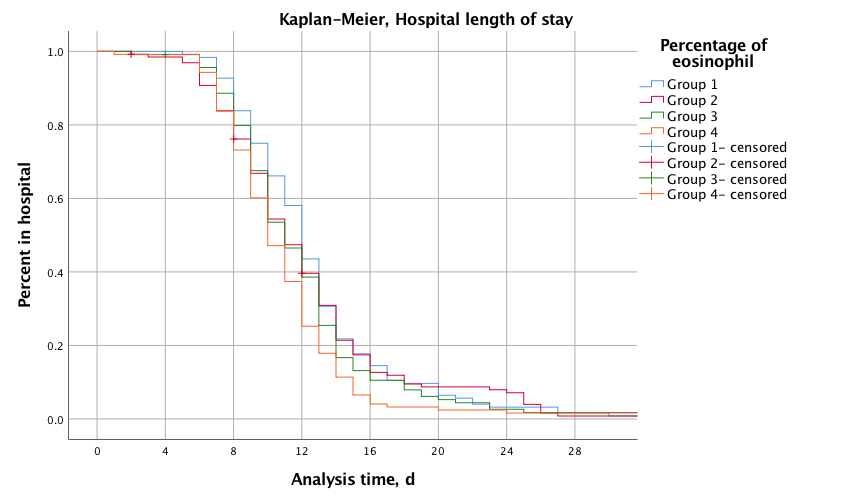 Kaplan–Meier, Hospital length of stay
Percentage of
eosinophil
Group 1
Group 2
Group 3
Group 4
Group 1– censored
Group 2– censored
Group 3– censored
Group 4– censored
Percent in hospital
1.0
0.8
0.6
0.4
0.2
0.0
0 4 8 12 16 20 24 28
Analysis time, d